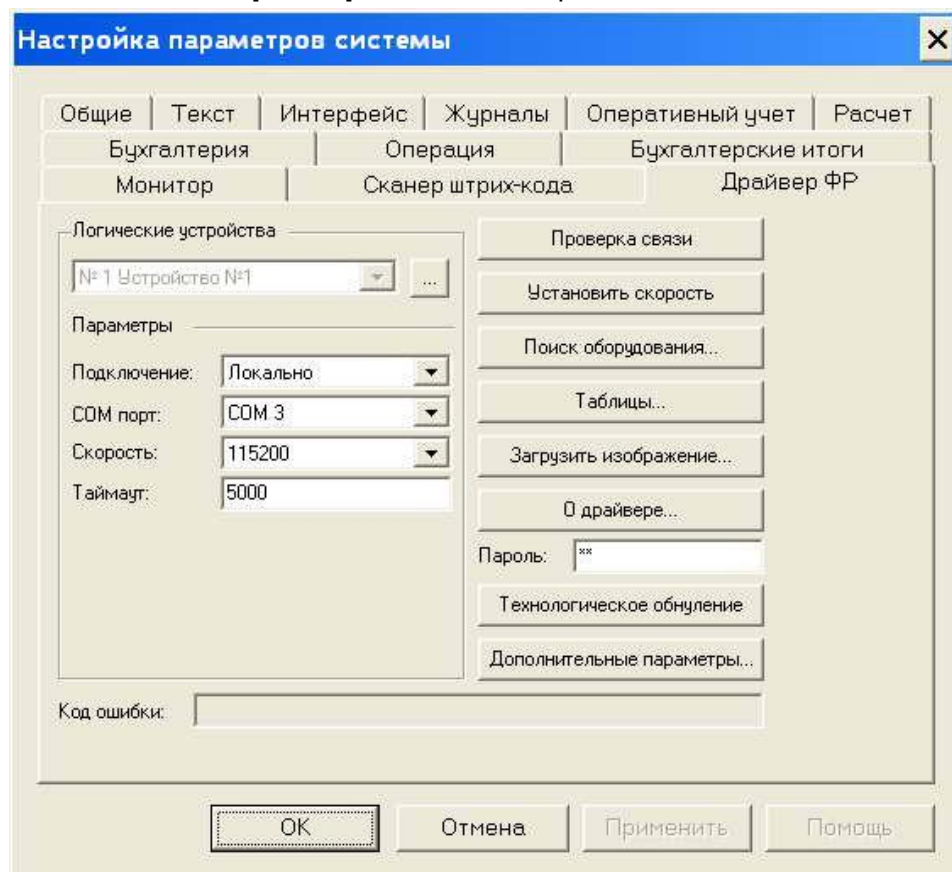 Настройка параметров системы
Общие Текст Интерфейс Журналы Оперативный учет Расчет
Бухгалтерия Операция Бухгалтерские итоги
Монитор Сканер штрих-кода Драйвер ФР
Логические устройства
№ 1 Устройство №1 ...
Параметры
Подключение: Локально
COM порт: COM 3
Скорость: 115200
Таймаут: 5000
Проверка связи
Установить скорость
Поиск оборудования...
Таблицы...
Загрузить изображение...
О драйвере...
Пароль: **
Технологическое обнуление
Дополнительные параметры...
Код ошибки:
OK Отмена Применить Помощь